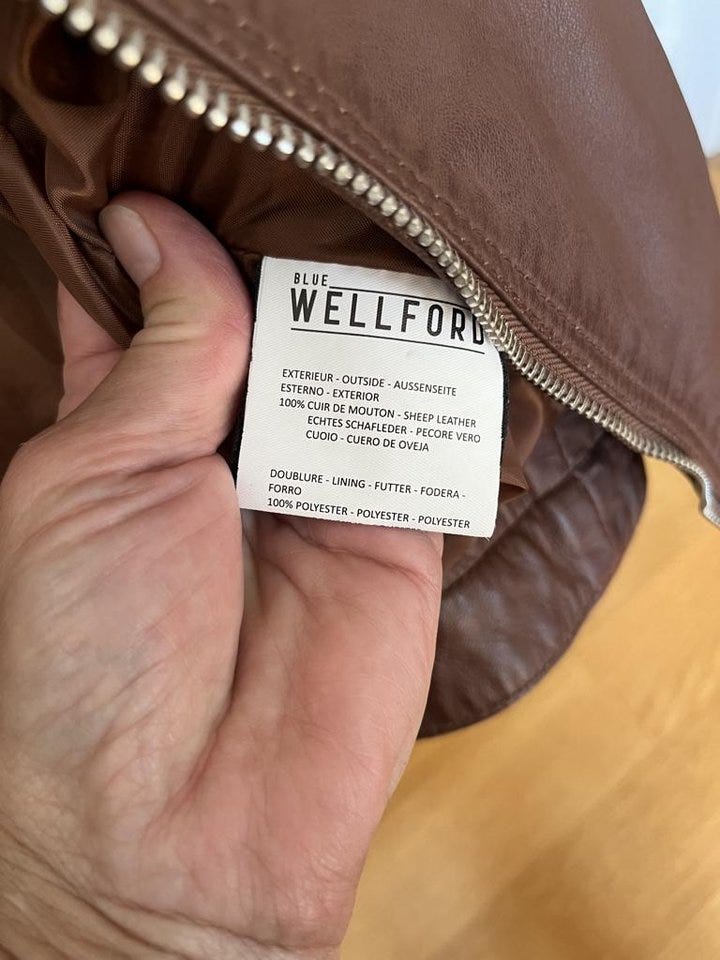 BLUE
WELLFORD
EXTERIEUR - OUTSIDE - AUSSENSEITE
ESTERNO - EXTERIOR
100% CUIR DE MOUTON - SHEEP LEATHER
ECHTES SCHAFLEDER - PECORE VERO
CUOIO - CUERO DE OVEJA
DOUBLURE - LINING - FUTTER - FODERA -
FORRO
100% POLYESTER - POLYESTER - POLYESTER